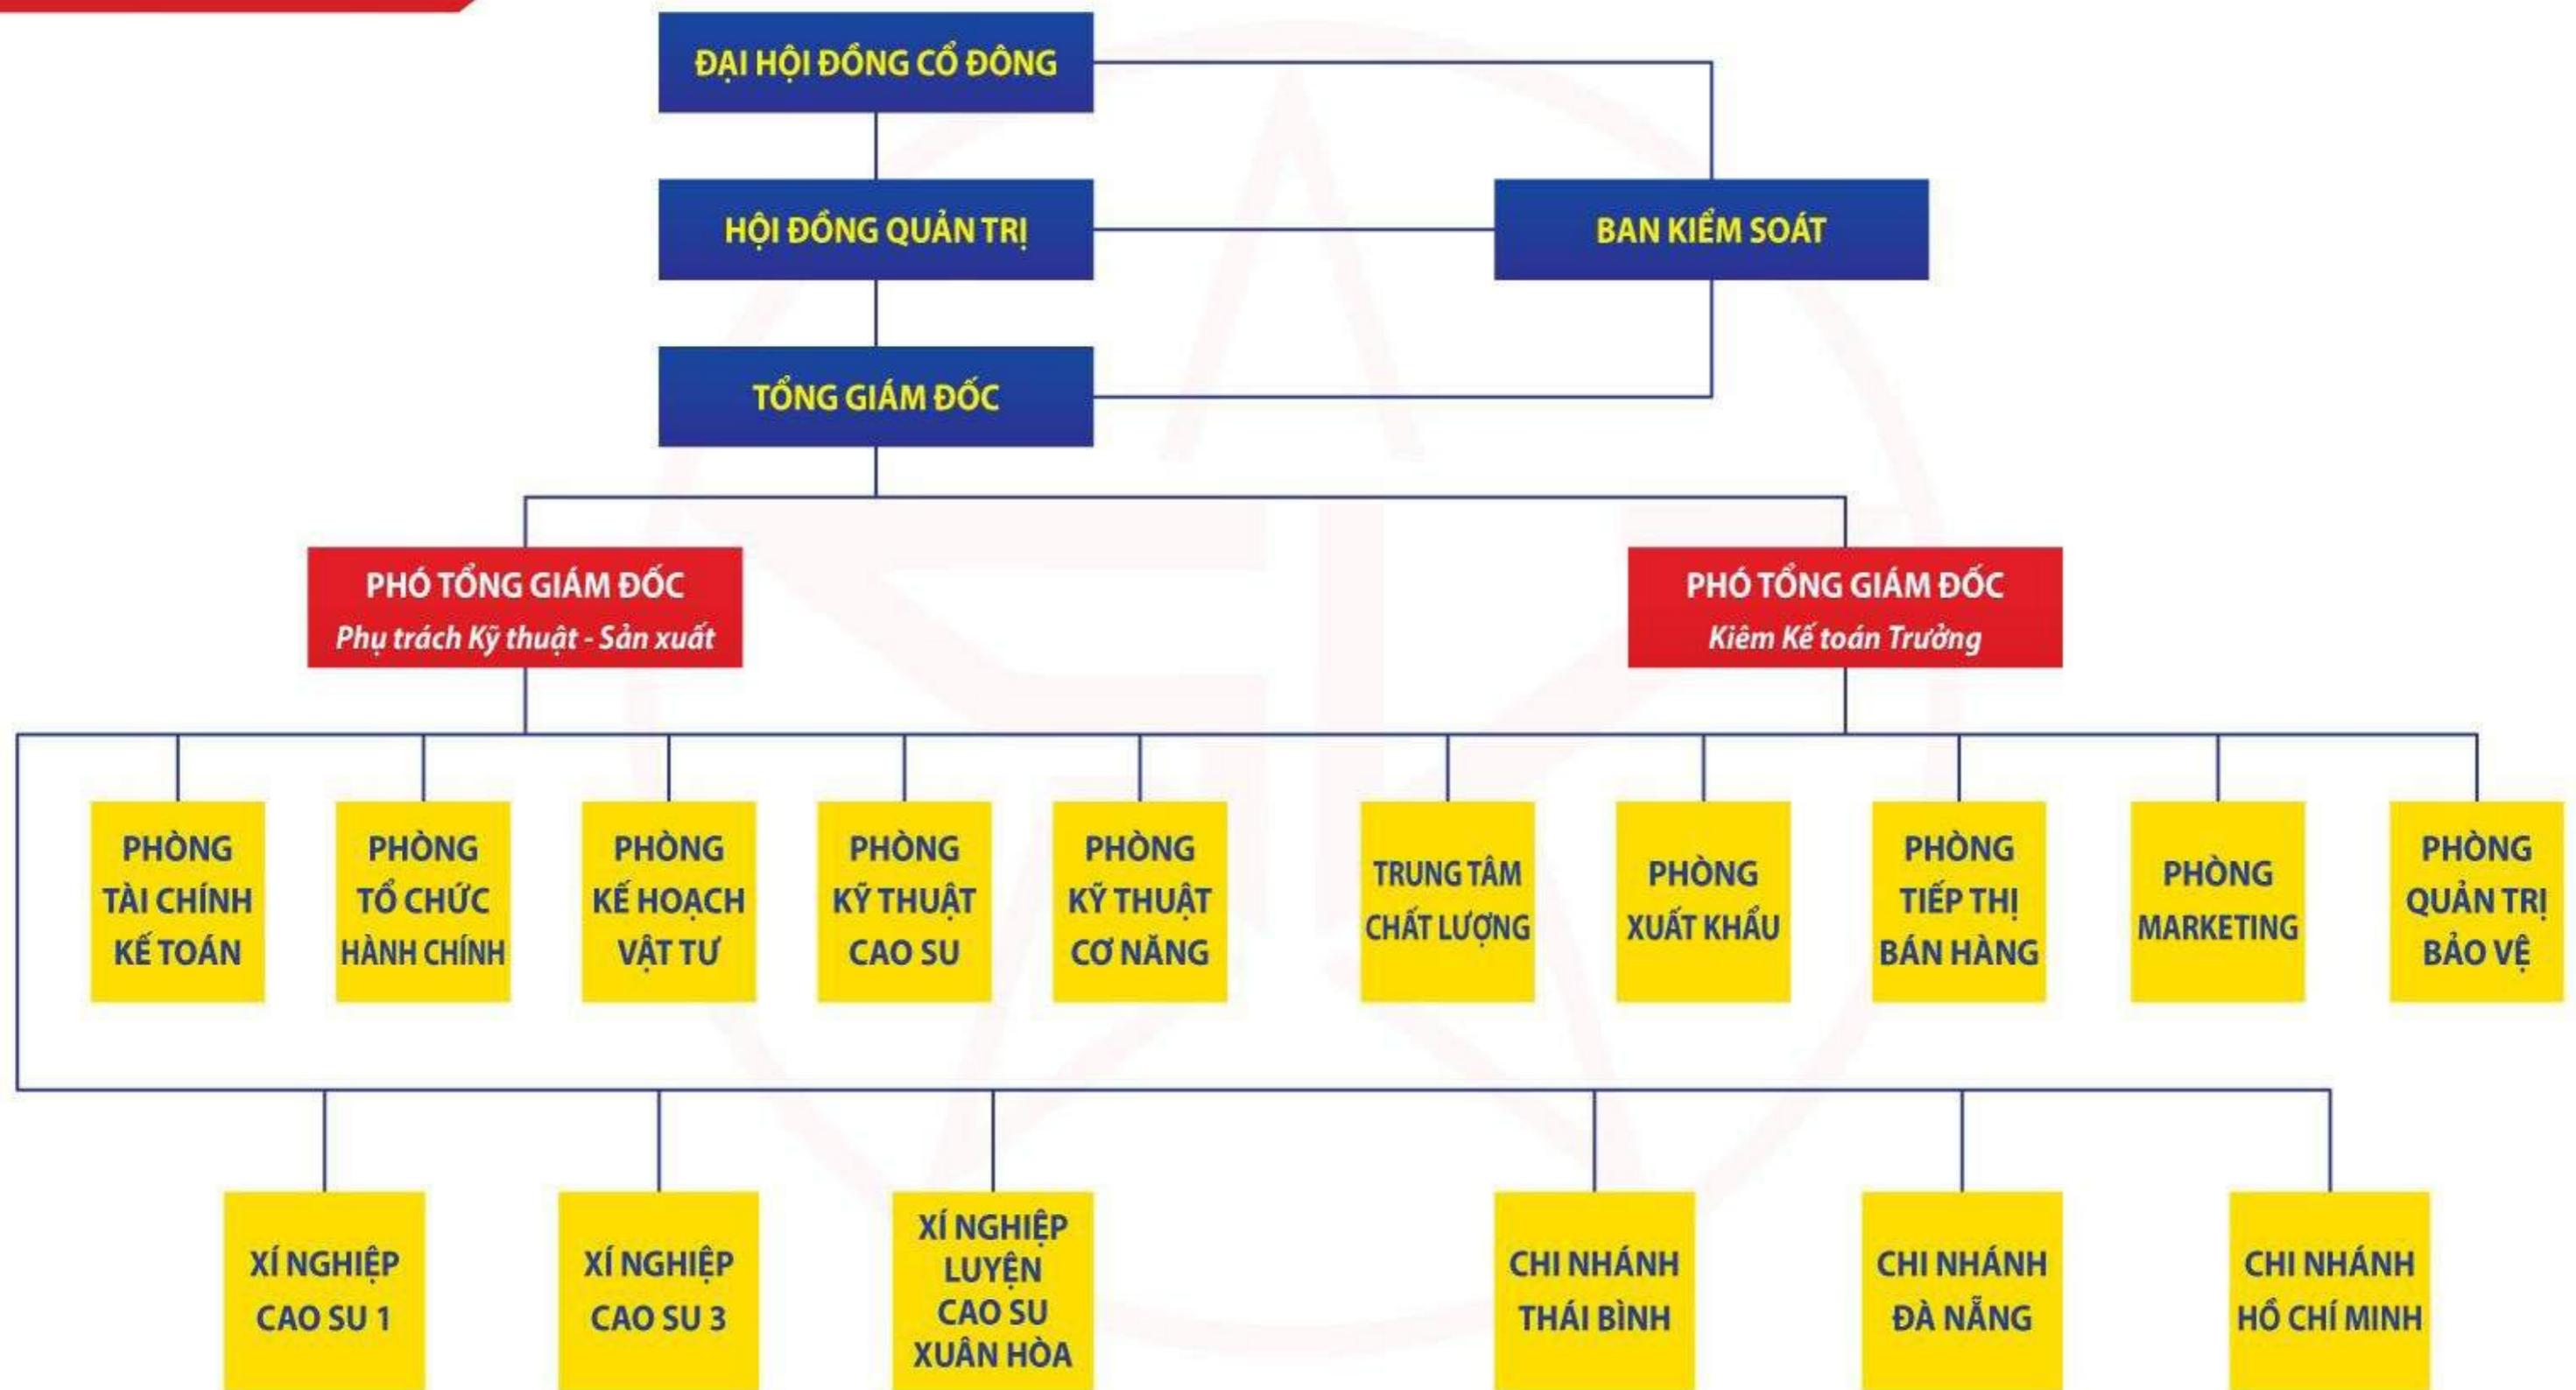 ĐẠI HỘI ĐỒNG CỔ ĐÔNG
HỘI ĐỒNG QUẢN TRỊ
BAN KIỂM SOÁT
TỔNG GIÁM ĐỐC
PHÓ TỔNG GIÁM ĐỐC
Phụ trách Kỹ thuật - Sản xuất
PHÓ TỔNG GIÁM ĐỐC
Kiêm Kế toán Trưởng
PHÒNG
TÀI CHÍNH
KẾ TOÁN
PHÒNG
TỔ CHỨC
HÀNH CHÍNH
PHÒNG
KẾ HOẠCH
VẬT TƯ
PHÒNG
KỸ THUẬT
CAO SU
PHÒNG
KỸ THUẬT
CƠ NĂNG
TRUNG TÂM
CHẤT LƯỢNG
PHÒNG
XUẤT KHẨU
PHÒNG
TIẾP THỊ
BÁN HÀNG
PHÒNG
MARKETING
PHÒNG
QUẢN TRỊ
BẢO VỆ
XÍ NGHIỆP
CAO SU 1
XÍ NGHIỆP
CAO SU 3
XÍ NGHIỆP
LUYỆN
CAO SU
XUÂN HÒA
CHI NHÁNH
THÁI BÌNH
CHI NHÁNH
ĐÀ NẴNG
CHI NHÁNH
HỒ CHÍ MINH